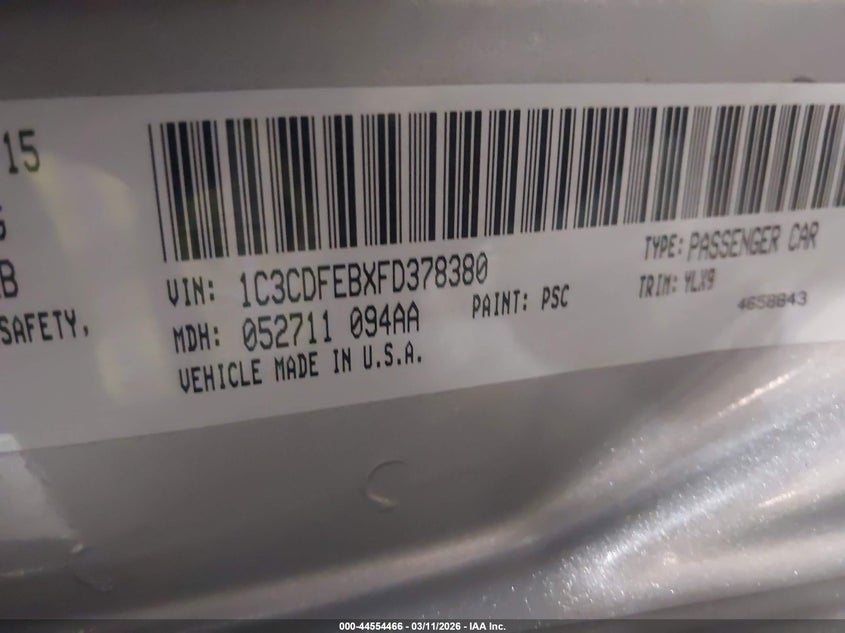 15
B
SAFETY,
VIN: 1C3CDFEBXFD378380
MDH: 052711 094AA
VEHICLE MADE IN U.S.A.
PAINT: PSC
TYPE: PASSENGER CAR
TRIM: YLX9
4658843
000-44554466 - 03/11/2026 - IAA Inc.